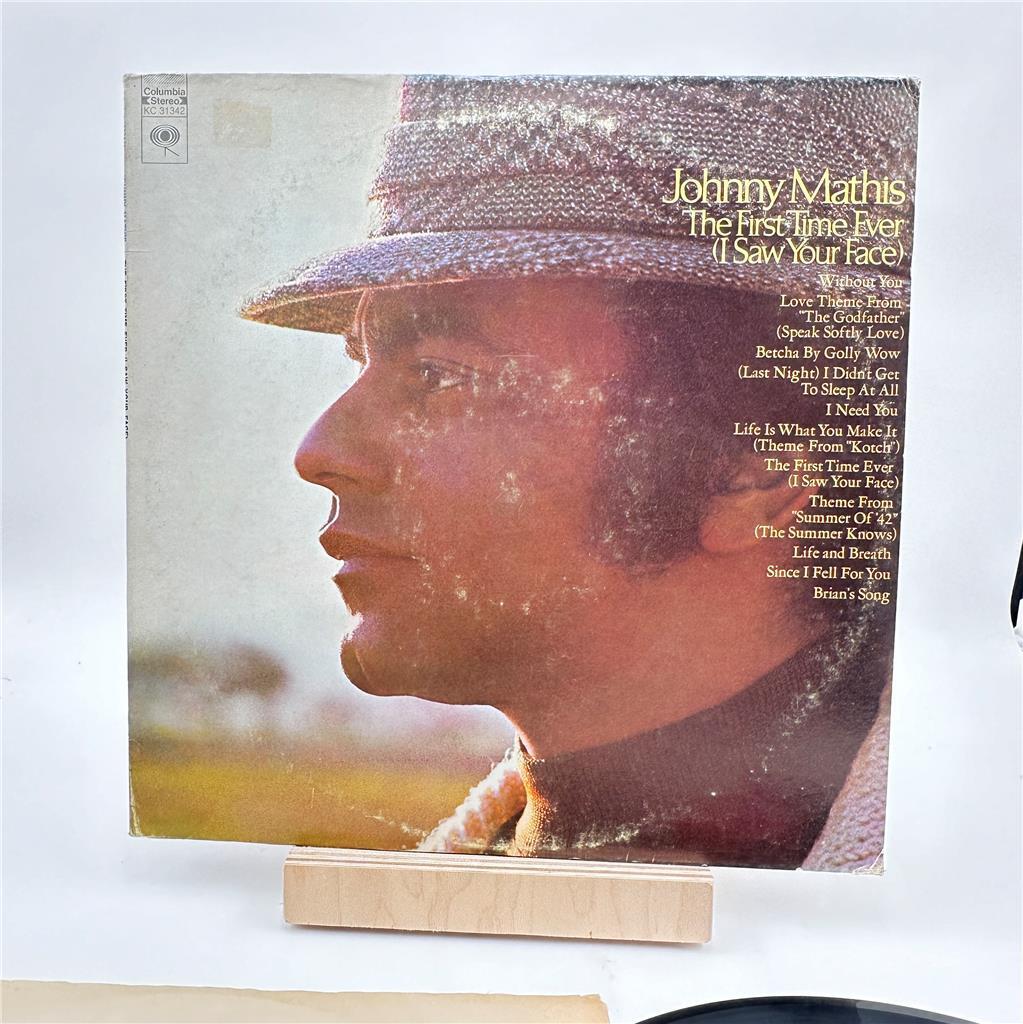 Columbia
Stereo
KC 31342
Johnny Mathis
The First Time Ever
(I Saw Your Face)
Without You
Love Theme From
"The Godfather"
(Speak Softly Love)
Betcha By Golly Wow
(Last Night) I Didn't Get
To Sleep At All
I Need You
Life Is What You Make It
(Theme From "Kotch")
The First Time Ever
(I Saw Your Face)
Theme From
"Summer Of '42"
(The Summer Knows)
Life and Breath
Since I Fell For You
Brian's Song